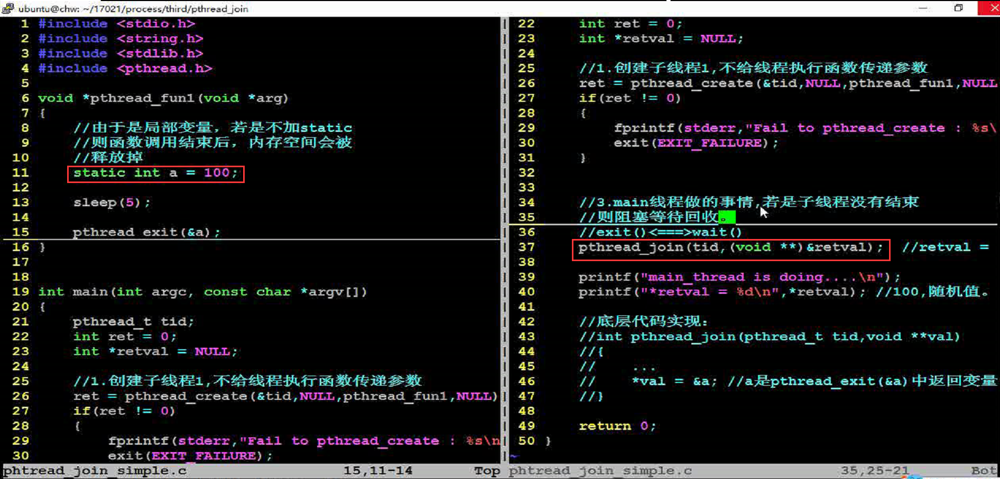 ubuntu@chw: ~/17021/process/third/pthread_join
1 #include <stdio.h>
2 #include <string.h>
3 #include <stdlib.h>
4 #include <pthread.h>
5
6 void *pthread_fun1(void *arg)
7 {
8 //由于是局部变量，若是不加static
9 //则函数调用结束后，内存空间会被
10 //释放掉
11 static int a = 100;
12
13 sleep(5);
14
15 pthread_exit(&a);
16 }
17
18
19 int main(int argc, const char *argv[])
20 {
21 pthread_t tid;
22 int ret = 0;
23 int *retval = NULL;
24
25 //1.创建子线程1,不给线程执行函数传递参数
26 ret = pthread_create(&tid,NULL,pthread_fun1,NULL)
27 if(ret != 0)
28 {
29 fprintf(stderr,"Fail to pthread_create : %s\n
30 exit(EXIT_FAILURE);
phtread_join_simple.c 15,11-14 Top
22 int ret = 0;
23 int *retval = NULL;
24
25 //1.创建子线程1,不给线程执行函数传递参数
26 ret = pthread_create(&tid,NULL,pthread_fun1,NULL
27 if(ret != 0)
28 {
29 fprintf(stderr,"Fail to pthread_create : %s\
30 exit(EXIT_FAILURE);
31 }
32
33
34 //3.main线程做的事情,若是子线程没有结束
35 //则阻塞等待回收。
36 //exit()<===>wait()
37 pthread_join(tid,(void **)&retval); //retval =
38
39 printf("main_thread is doing....\n");
40 printf("*retval = %d\n",*retval); //100,随机值。
41
42 //底层代码实现：
43 //int pthread_join(pthread_t tid,void **val)
44 //{
45 // ...
46 // *val = &a; //a是pthread_exit(&a)中返回变量
47 //}
48
49 return 0;
50 }
~
phtread_join_simple.c 35,25-21 Bot